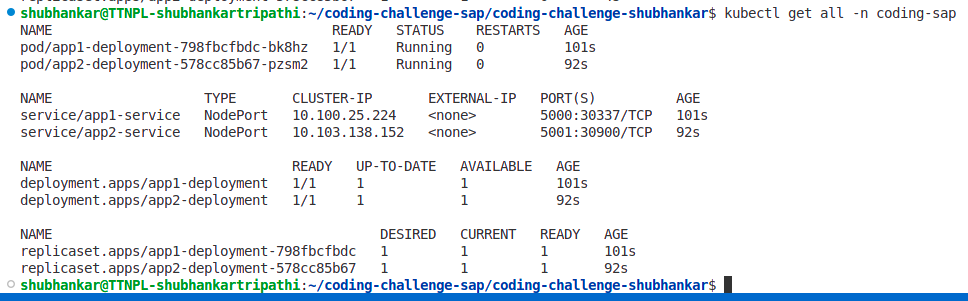 shubhankar@TTNPL-shubhankartripathi:~/coding-challenge-sap/coding-challenge-shubhankar$ kubectl get all -n coding-sap
NAME READY STATUS RESTARTS AGE
pod/app1-deployment-798fbcfbdc-bk8hz 1/1 Running 0 101s
pod/app2-deployment-578cc85b67-pzsm2 1/1 Running 0 92s
NAME TYPE CLUSTER-IP EXTERNAL-IP PORT(S) AGE
service/app1-service NodePort 10.100.25.224 <none> 5000:30337/TCP 101s
service/app2-service NodePort 10.103.138.152 <none> 5001:30900/TCP 92s
NAME READY UP-TO-DATE AVAILABLE AGE
deployment.apps/app1-deployment 1/1 1 1 101s
deployment.apps/app2-deployment 1/1 1 1 92s
NAME DESIRED CURRENT READY AGE
replicaset.apps/app1-deployment-798fbcfbdc 1 1 1 101s
replicaset.apps/app2-deployment-578cc85b67 1 1 1 92s
shubhankar@TTNPL-shubhankartripathi:~/coding-challenge-sap/coding-challenge-shubhankar$